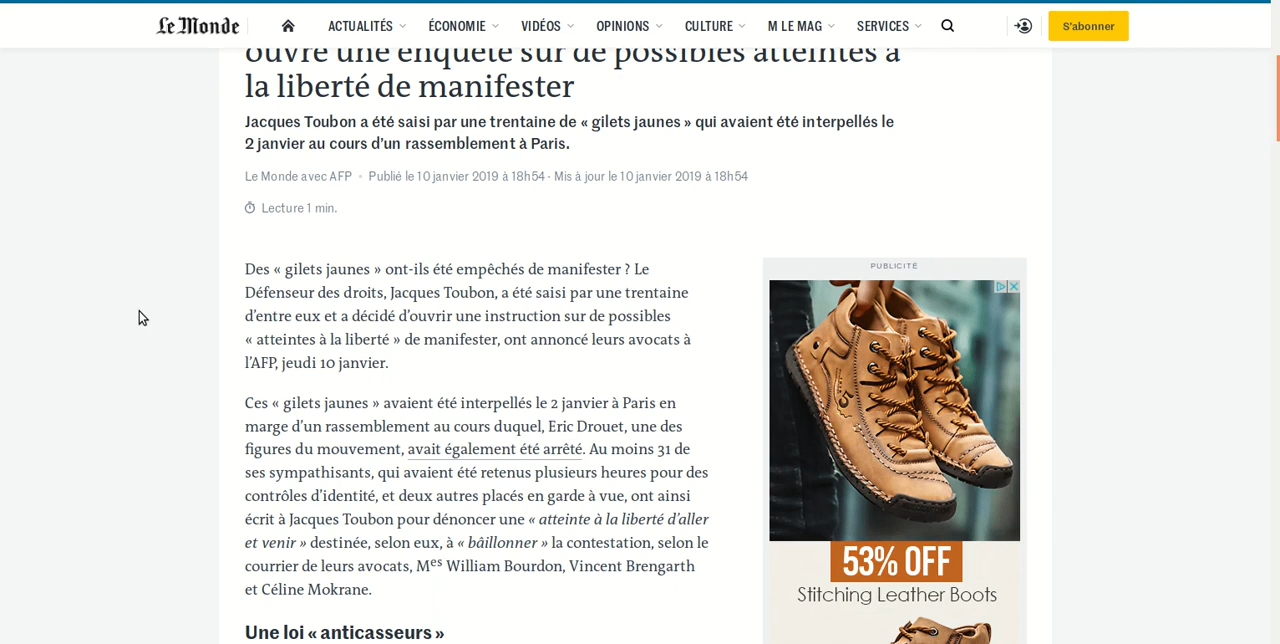 Le Monde
ACTUALITÉS
ÉCONOMIE
VIDÉOS
OPINIONS
CULTURE
M LE MAG
SERVICES
S'abonner
ouvre une enquête sur de possibles atteintes à
la liberté de manifester
Jacques Toubon a été saisi par une trentaine de « gilets jaunes » qui avaient été interpellés le
2 janvier au cours d'un rassemblement à Paris.
Le Monde avec AFP • Publié le 10 janvier 2019 à 18h54 - Mis à jour le 10 janvier 2019 à 18h54
Lecture 1 min.
Des « gilets jaunes » ont-ils été empêchés de manifester ? Le
Défenseur des droits, Jacques Toubon, a été saisi par une trentaine
d'entre eux et a décidé d'ouvrir une instruction sur de possibles
« atteintes à la liberté » de manifester, ont annoncé leurs avocats à
l'AFP, jeudi 10 janvier.
Ces « gilets jaunes » avaient été interpellés le 2 janvier à Paris en
marge d'un rassemblement au cours duquel, Eric Drouet, une des
figures du mouvement, avait également été arrêté. Au moins 31 de
ses sympathisants, qui avaient été retenus plusieurs heures pour des
contrôles d'identité, et deux autres placés en garde à vue, ont ainsi
écrit à Jacques Toubon pour dénoncer une « atteinte à la liberté d'aller
et venir » destinée, selon eux, à « bâillonner » la contestation, selon le
courrier de leurs avocats, Mes William Bourdon, Vincent Brengarth
et Céline Mokrane.
Une loi « anticasseurs »
PUBLICITÉ
53% OFF
Stitching Leather Boots